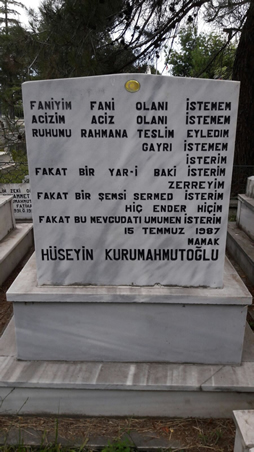 FANİYİM FANİ OLANI İSTEMEM
ACİZİM ACİZ OLANI İSTEMEM
RUHUMU RAHMANA TESLİM EYLEDİM
GAYRI İSTEMEM
İSTERİM
FAKAT BİR YAR-İ BAKİ İSTERİM
ZERREYİM
FAKAT BİR ŞEMSİ SERMED İSTERİM
HİÇ ENDER HİÇİM
FAKAT BU MEVCUDATI UMUMEN İSTERİM
15 TEMMUZ 1987
MAMAK
HÜSEYİN KURUMAHMUTOĞLU